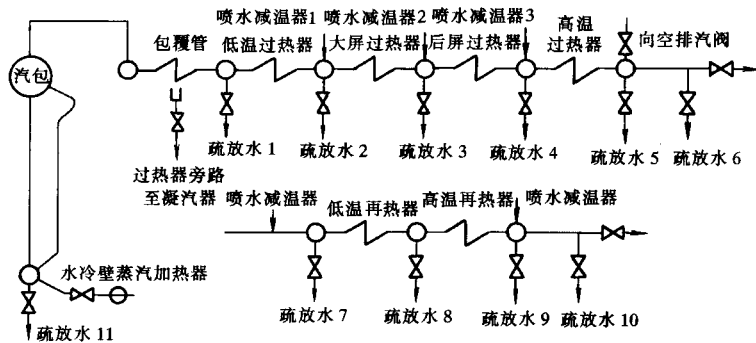 喷水减温器1 喷水减温器2 喷水减温器3
高温
包覆管 低温过热器 大屏过热器 后屏过热器 过热器 向空排汽阀
汽包
疏放水1 疏放水2 疏放水3 疏放水4 疏放水5 疏放水6
过热器旁路
至凝汽器 喷水减温器 低温再热器 高温再热器 喷水减温器
水冷壁蒸汽加热器
疏放水7 疏放水8 疏放水9 疏放水10
疏放水11